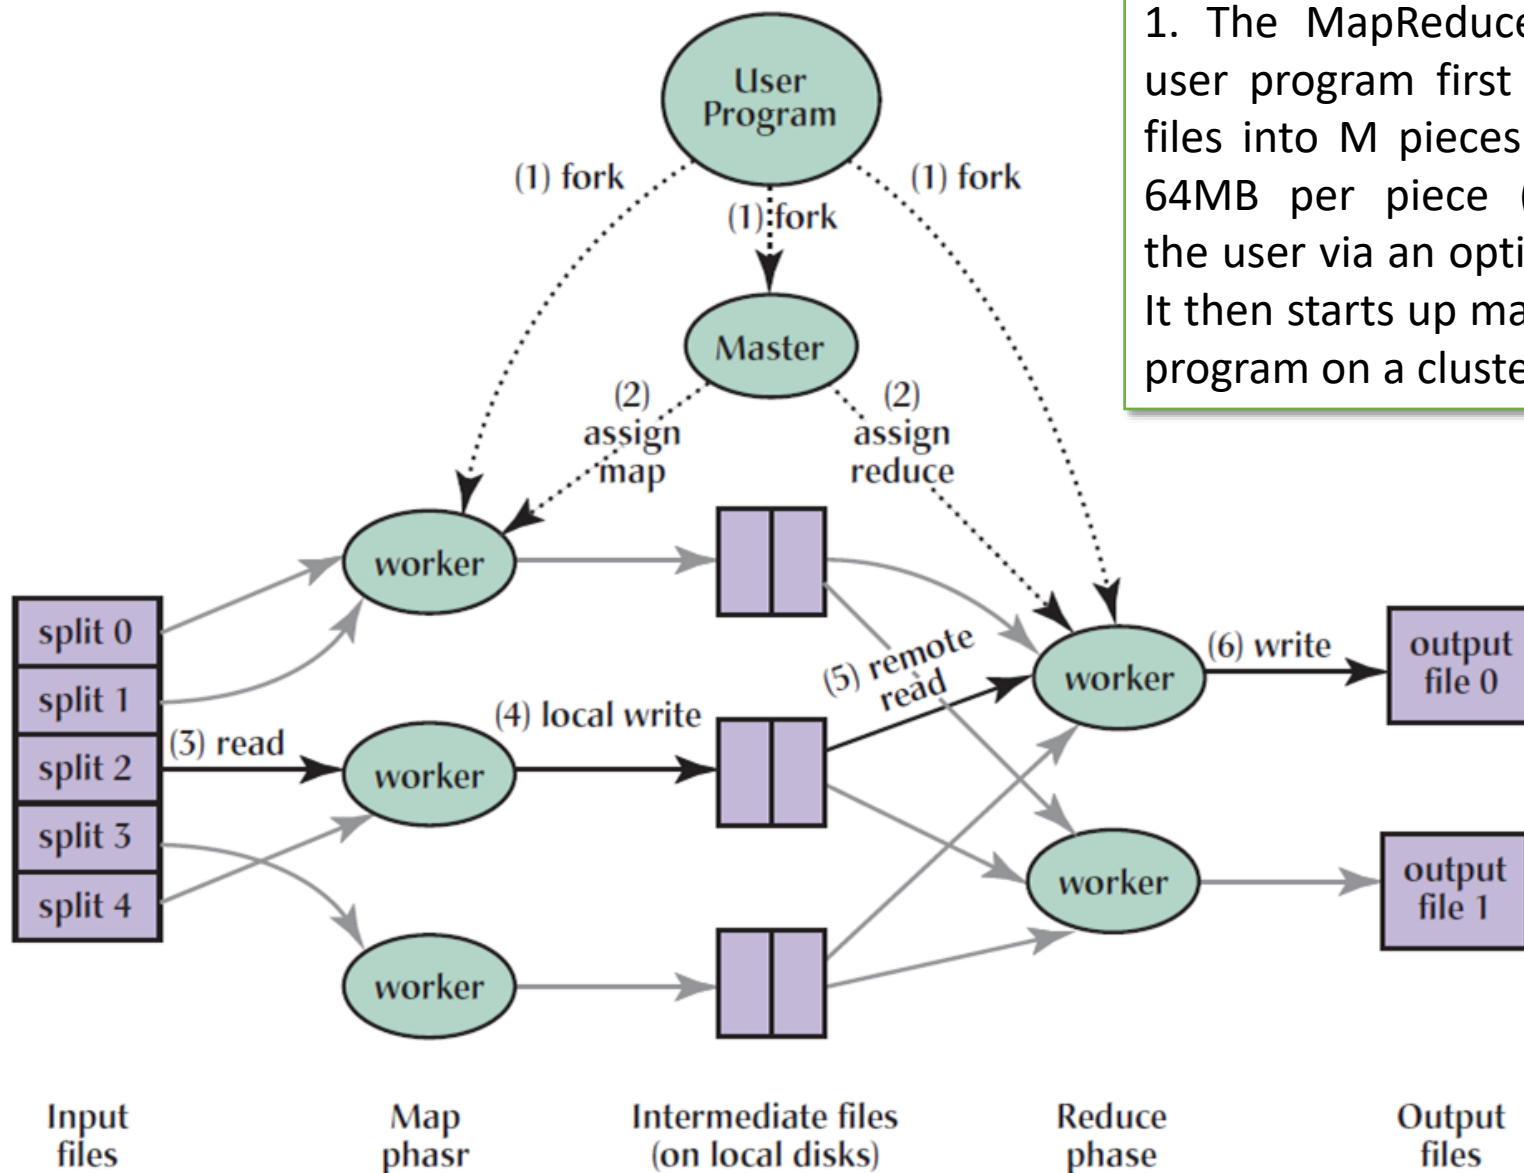 1. The MapReduce
user program first
files into M pieces
64MB per piece (
the user via an opti
It then starts up ma
program on a cluste
User
Program
(1) fork
(1) fork
(1) fork
Master
(2)
assign
map
(2)
assign
reduce
worker
split 0
split 1
split 2
split 3
split 4
(3) read
worker
(4) local write
(5) remote
read
worker
(6) write
output
file 0
worker
output
file 1
worker
Input
files
Map
phasr
Intermediate files
(on local disks)
Reduce
phase
Output
files